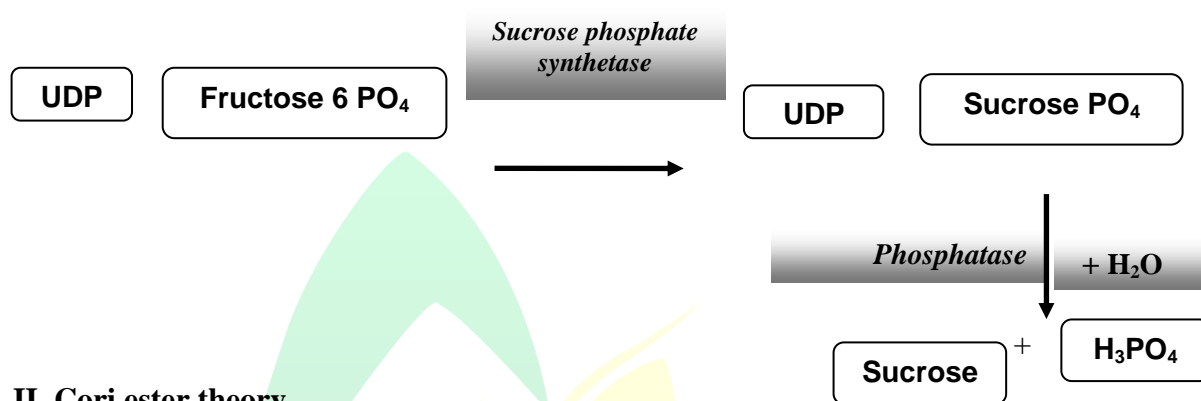 Sucrose phosphate
synthetase
UDP
Fructose 6 PO₄
UDP
Sucrose PO₄
Phosphatase
+ H₂O
Sucrose
+
H₃PO₄
II. Cori ester theory